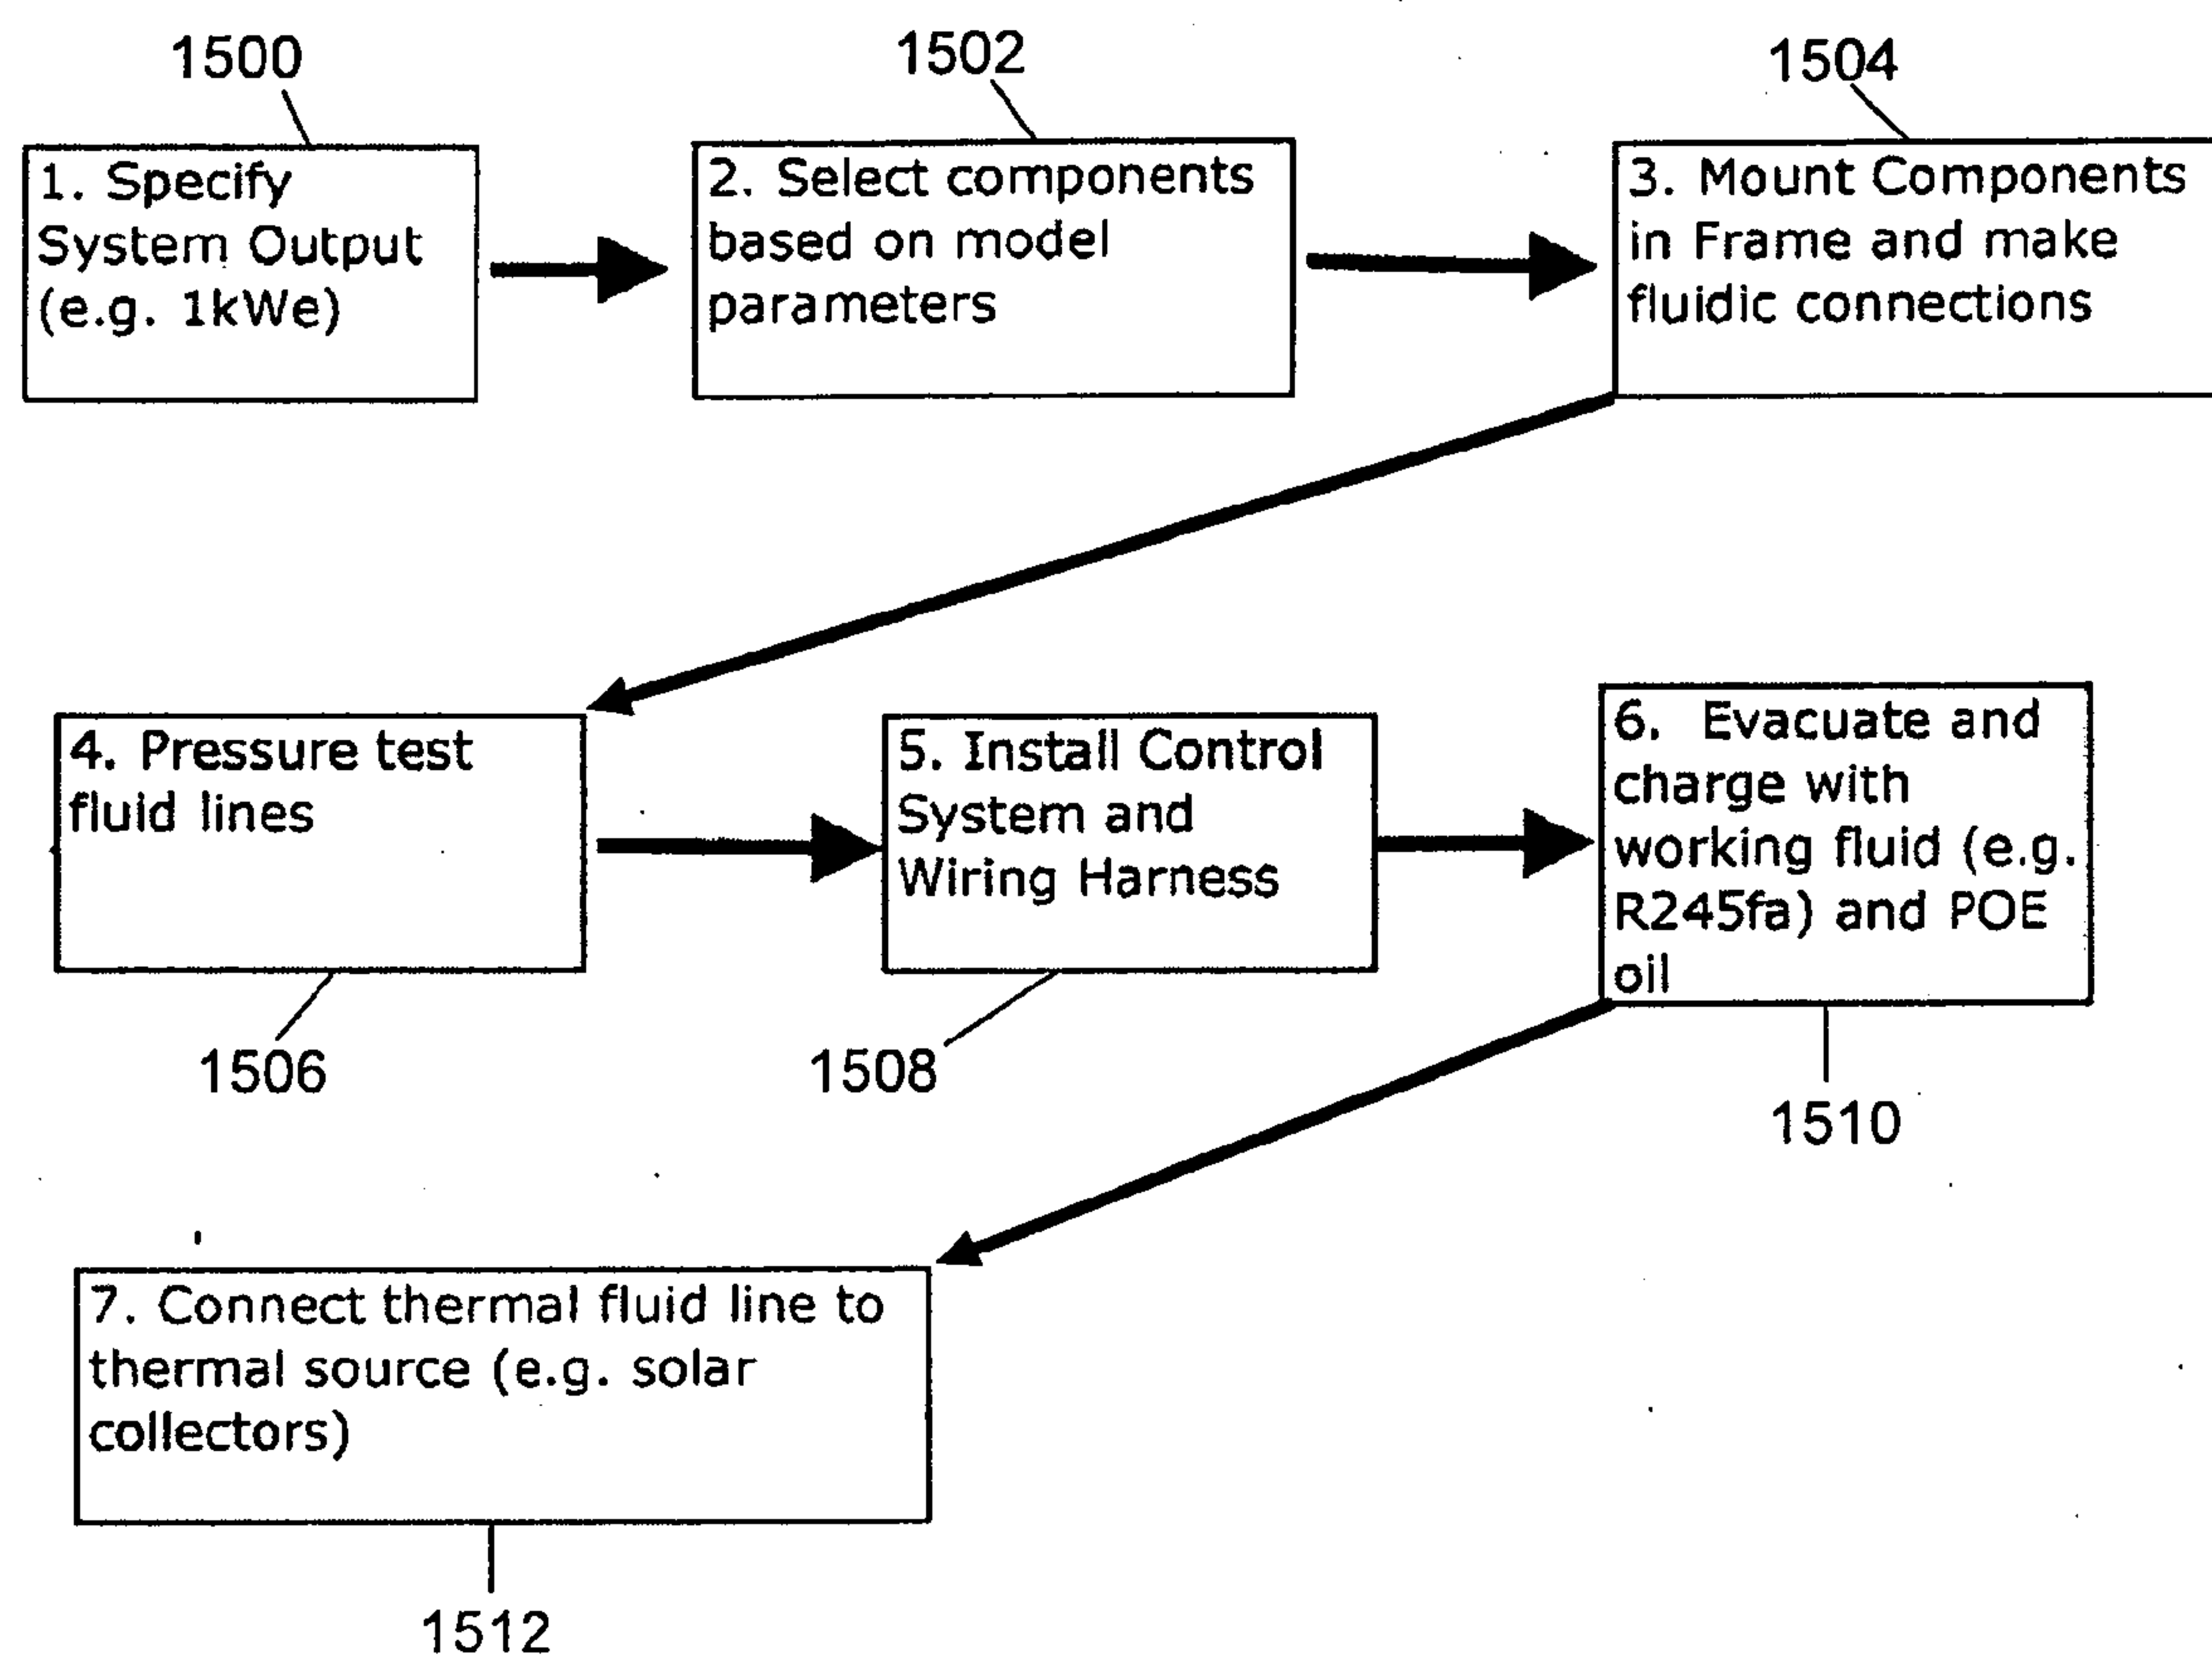 1500
1502
1504
1. Specify
System Output
(e.g. 1kWe)
2. Select components
based on model
parameters
3. Mount Components
in Frame and make
fluidic connections
4. Pressure test
fluid lines
5. Install Control
System and
Wiring Harness
6. Evacuate and
charge with
working fluid (e.g.
R245fa) and POE
oil
1506
1508
1510
7. Connect thermal fluid line to
thermal source (e.g. solar
collectors)
1512